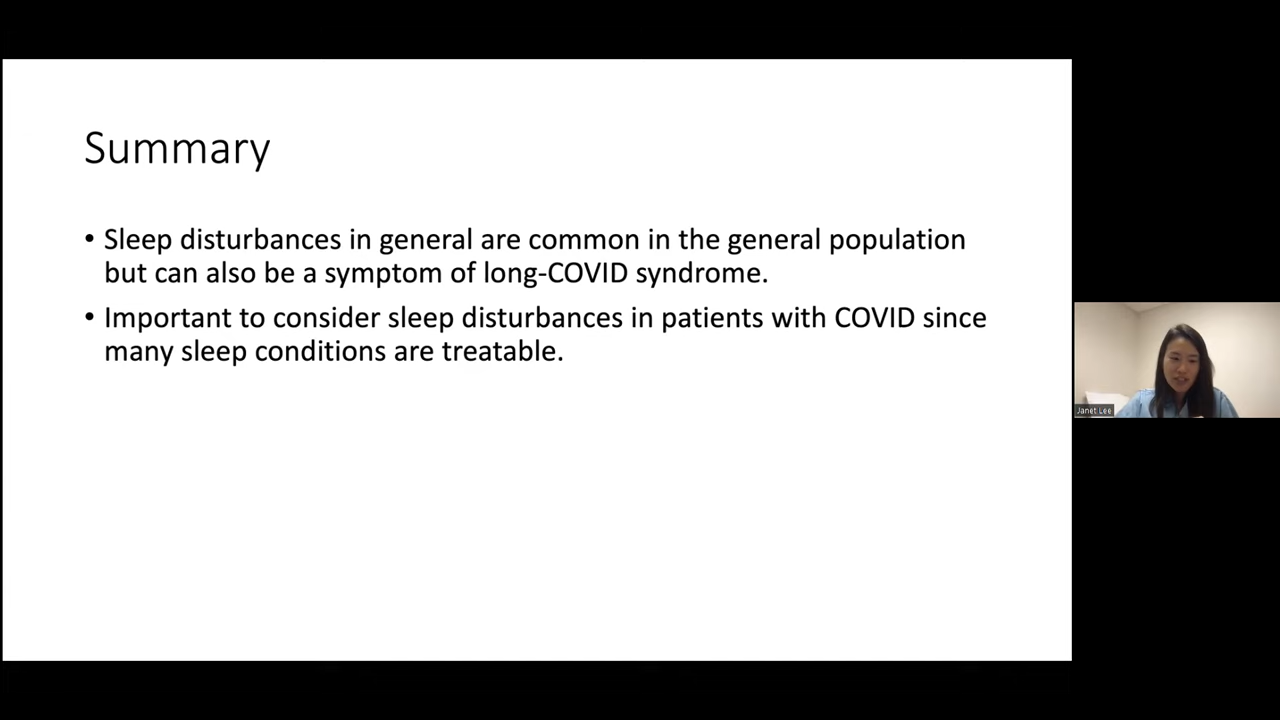 Summary
• Sleep disturbances in general are common in the general population
but can also be a symptom of long-COVID syndrome.
• Important to consider sleep disturbances in patients with COVID since
many sleep conditions are treatable.
Janet Lee